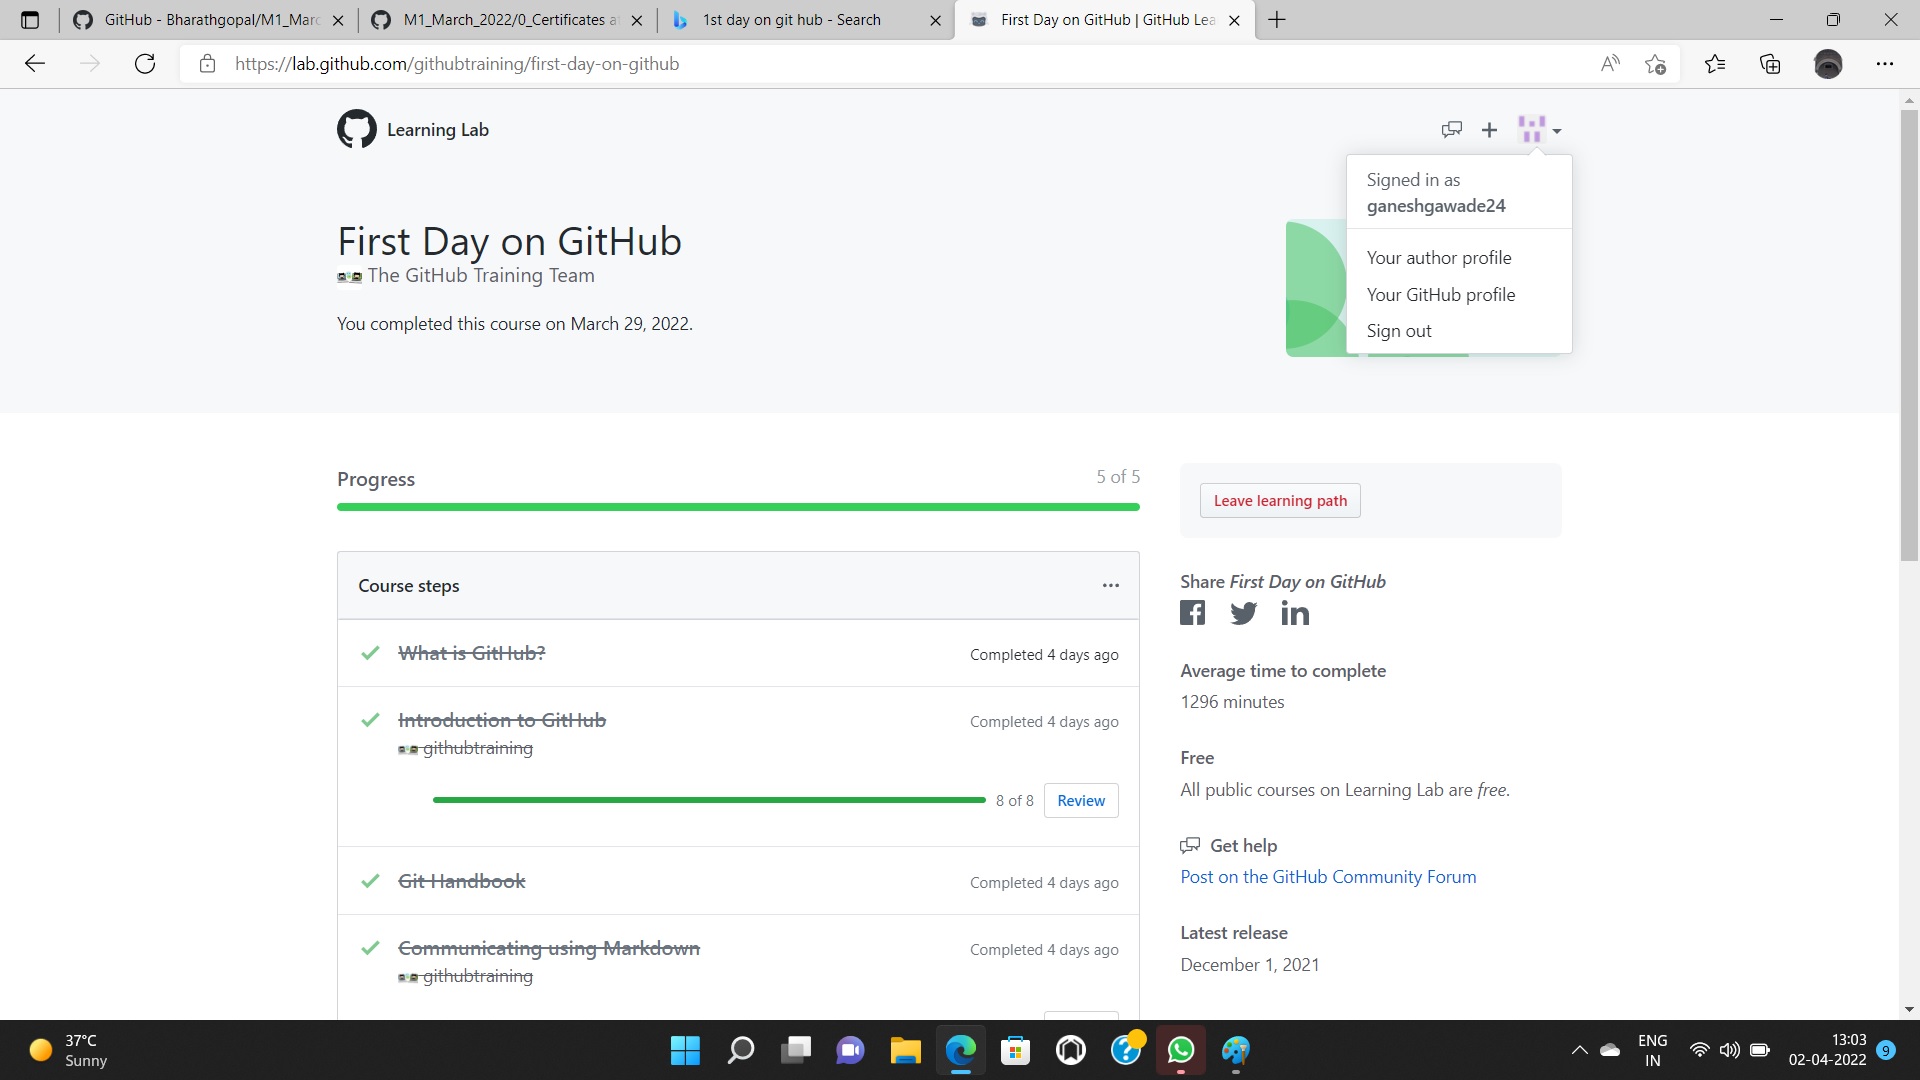 GitHub - Bharathgopal/M1_Marc
M1_March_2022/0_Certificates a
1st day on git hub - Search
First Day on GitHub | GitHub Lea
https://lab.github.com/githubtraining/first-day-on-github
Learning Lab
Signed in as
ganeshgawade24
Your author profile
Your GitHub profile
Sign out
First Day on GitHub
The GitHub Training Team
You completed this course on March 29, 2022.
Progress
5 of 5
Leave learning path
Course steps
Share First Day on GitHub
What is GitHub?
Completed 4 days ago
Average time to complete
1296 minutes
Introduction to GitHub
Completed 4 days ago
githubtraining
8 of 8
Review
Free
All public courses on Learning Lab are free.
Get help
Post on the GitHub Community Forum
Git Handbook
Completed 4 days ago
Communicating using Markdown
Completed 4 days ago
githubtraining
Latest release
December 1, 2021
37°C
Sunny
ENG
IN
13:03
02-04-2022
9